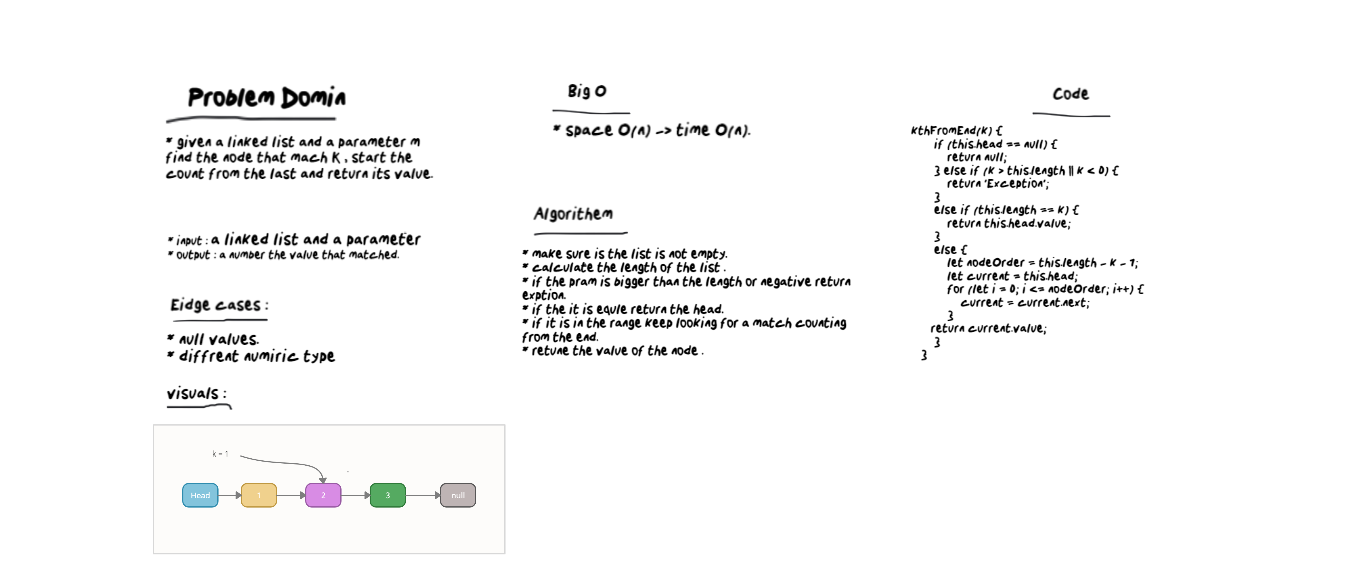 Problem Domin
* given a linked list and a parameter m
find the node that mach k , start the
count from the last and return its value.
* input : a linked list and a parameter
* output : a number the value that matched.
Eidge cases :
* null values.
* diffrent numiric type
visuals :
k = 1
Head
1
2
3
null
Big O
* space O(n) -> time O(n).
Algorithem
* make sure is the list is not empty.
* calculate the length of the list .
* if the pram is bigger than the length or negative return
exption.
* if the it is equle return the head.
* if it is in the range keep looking for a match counting
from the end.
* retune the value of the node .
Code
kthFromEnd(k) {
if (this.head == null) {
return null;
} else if (k > this.length || k < 0) {
return 'Exception';
}
else if (this.length == k) {
return this.head.value;
}
else {
let nodeOrder = this.length - k - 1;
let current = this.head;
for (let i = 0; i <= nodeOrder; i++) {
current = current.next;
}
return current.value;
}
}